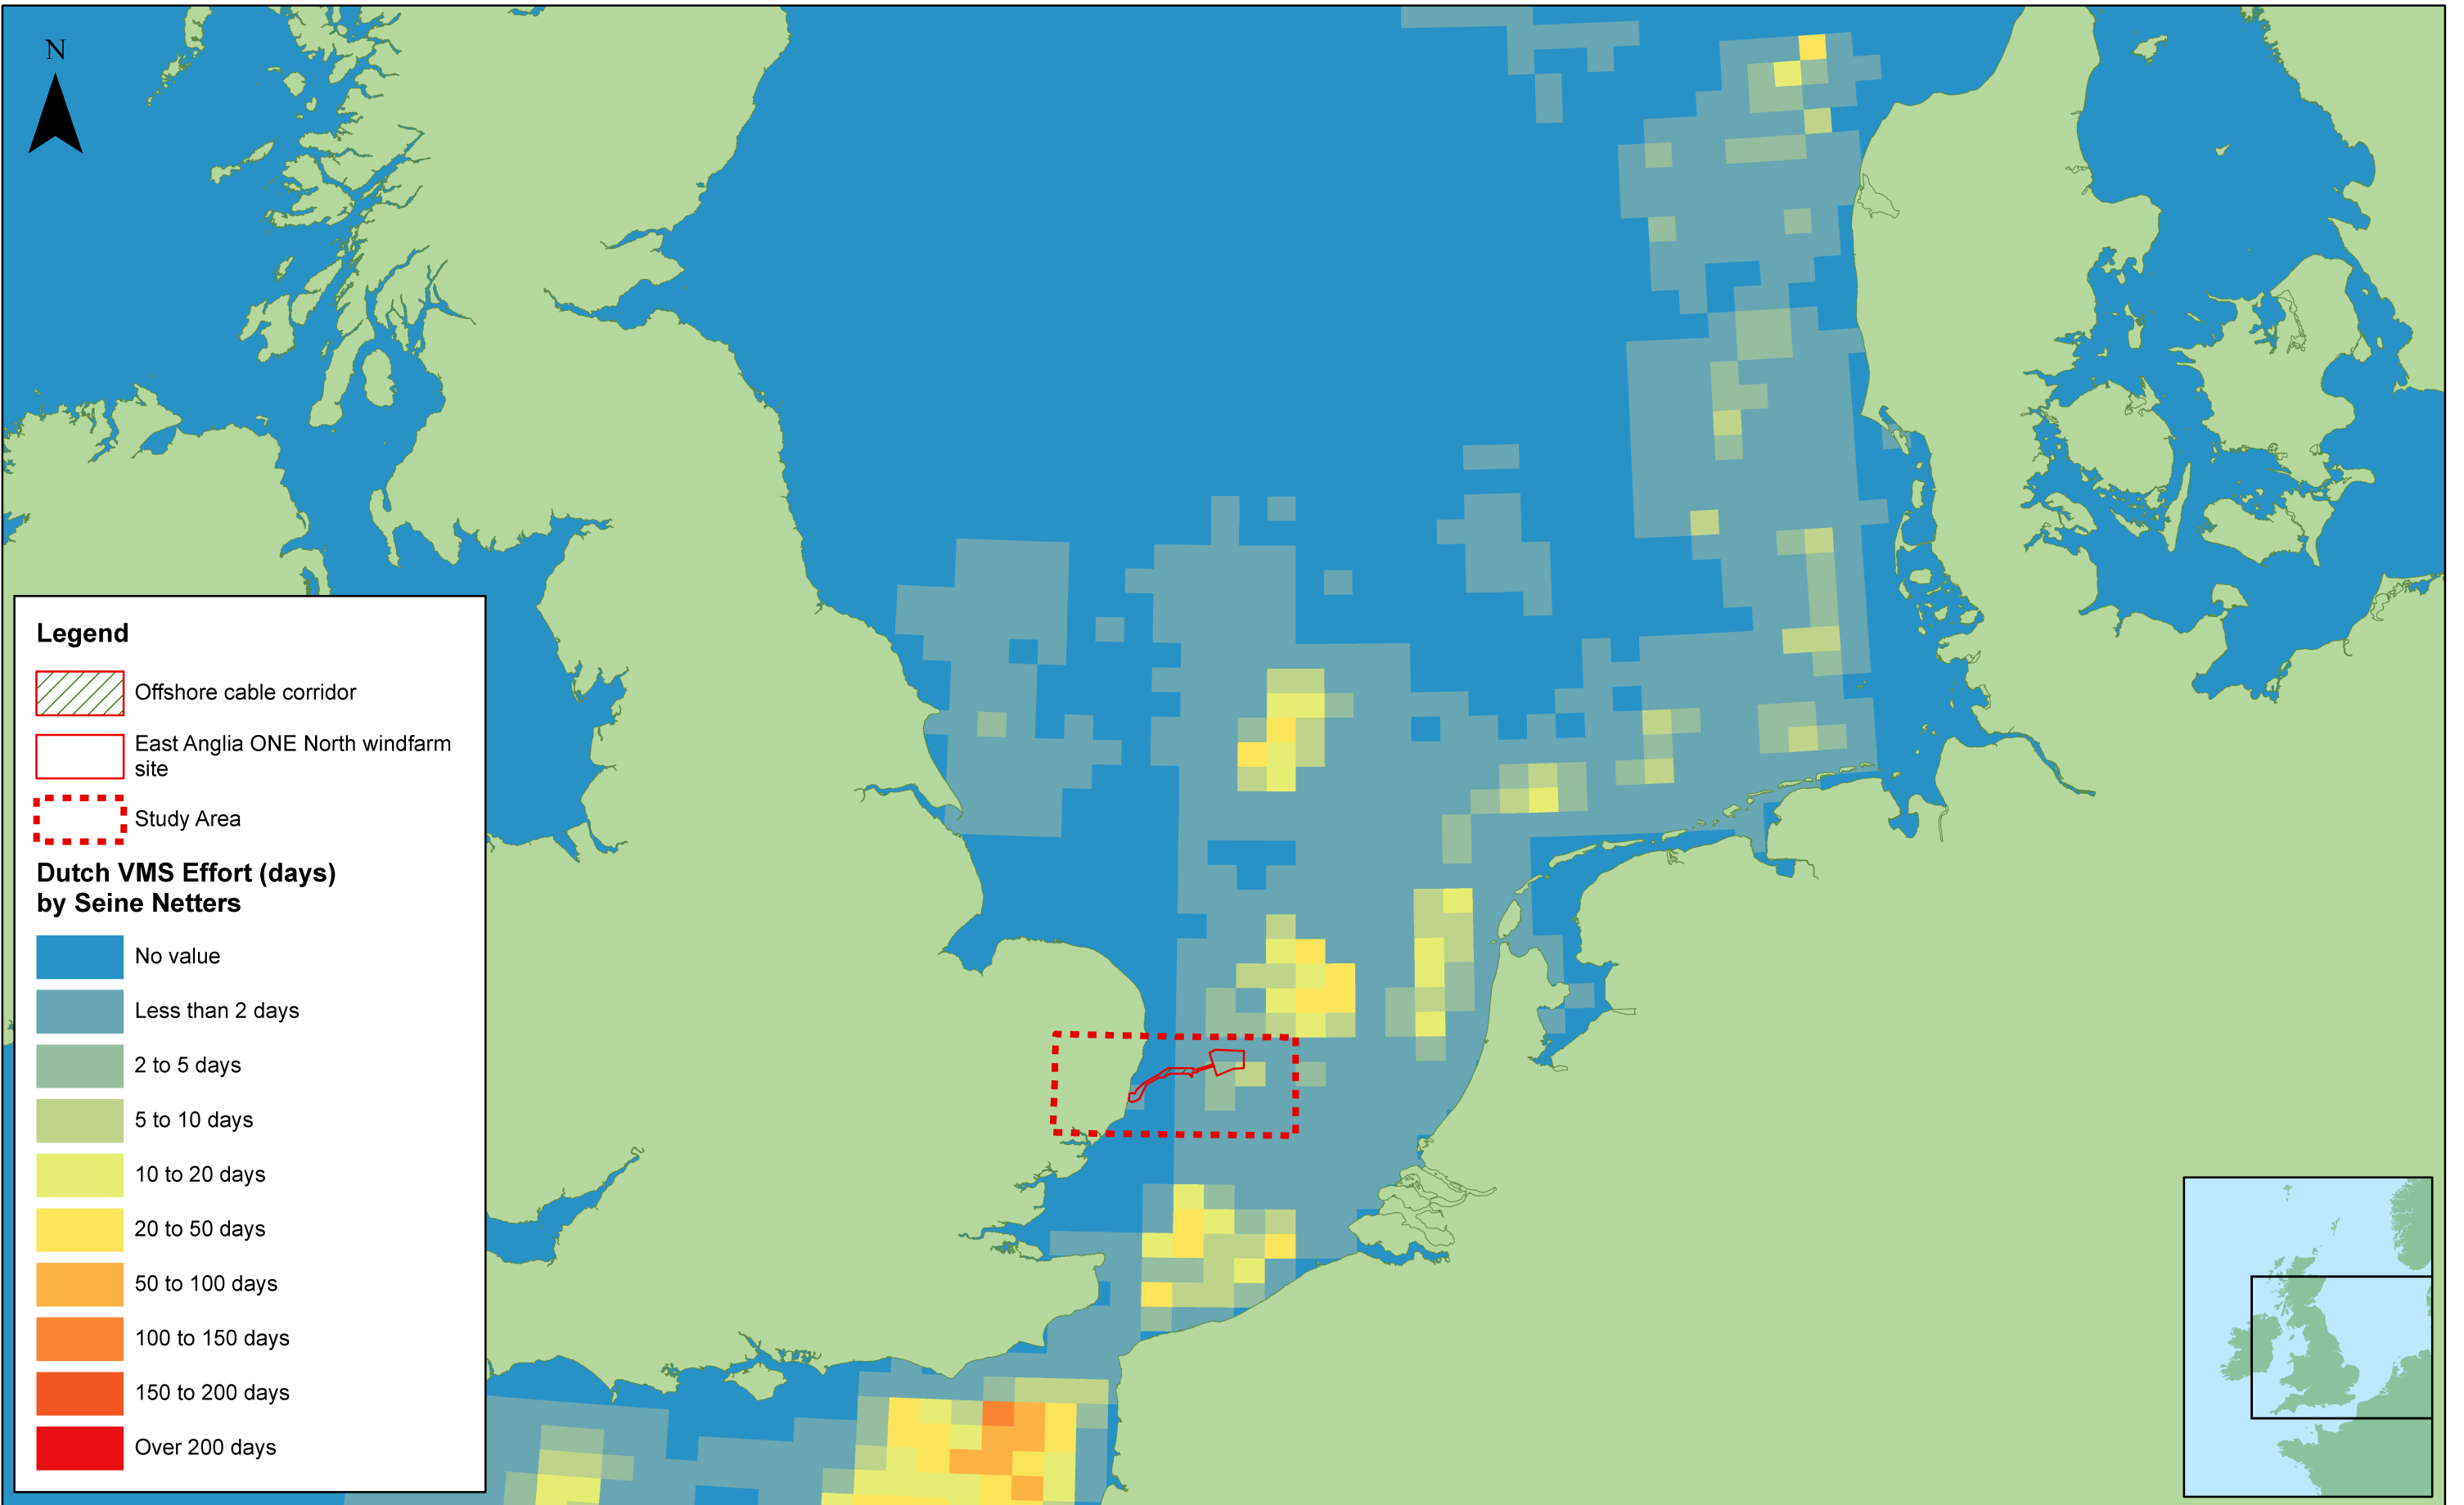 N
Legend
Offshore cable corridor
East Anglia ONE North windfarm
site
Study Area
Dutch VMS Effort (days)
by Seine Netters
No value
Less than 2 days
2 to 5 days
5 to 10 days
10 to 20 days
20 to 50 days
50 to 100 days
100 to 150 days
150 to 200 days
Over 200 days